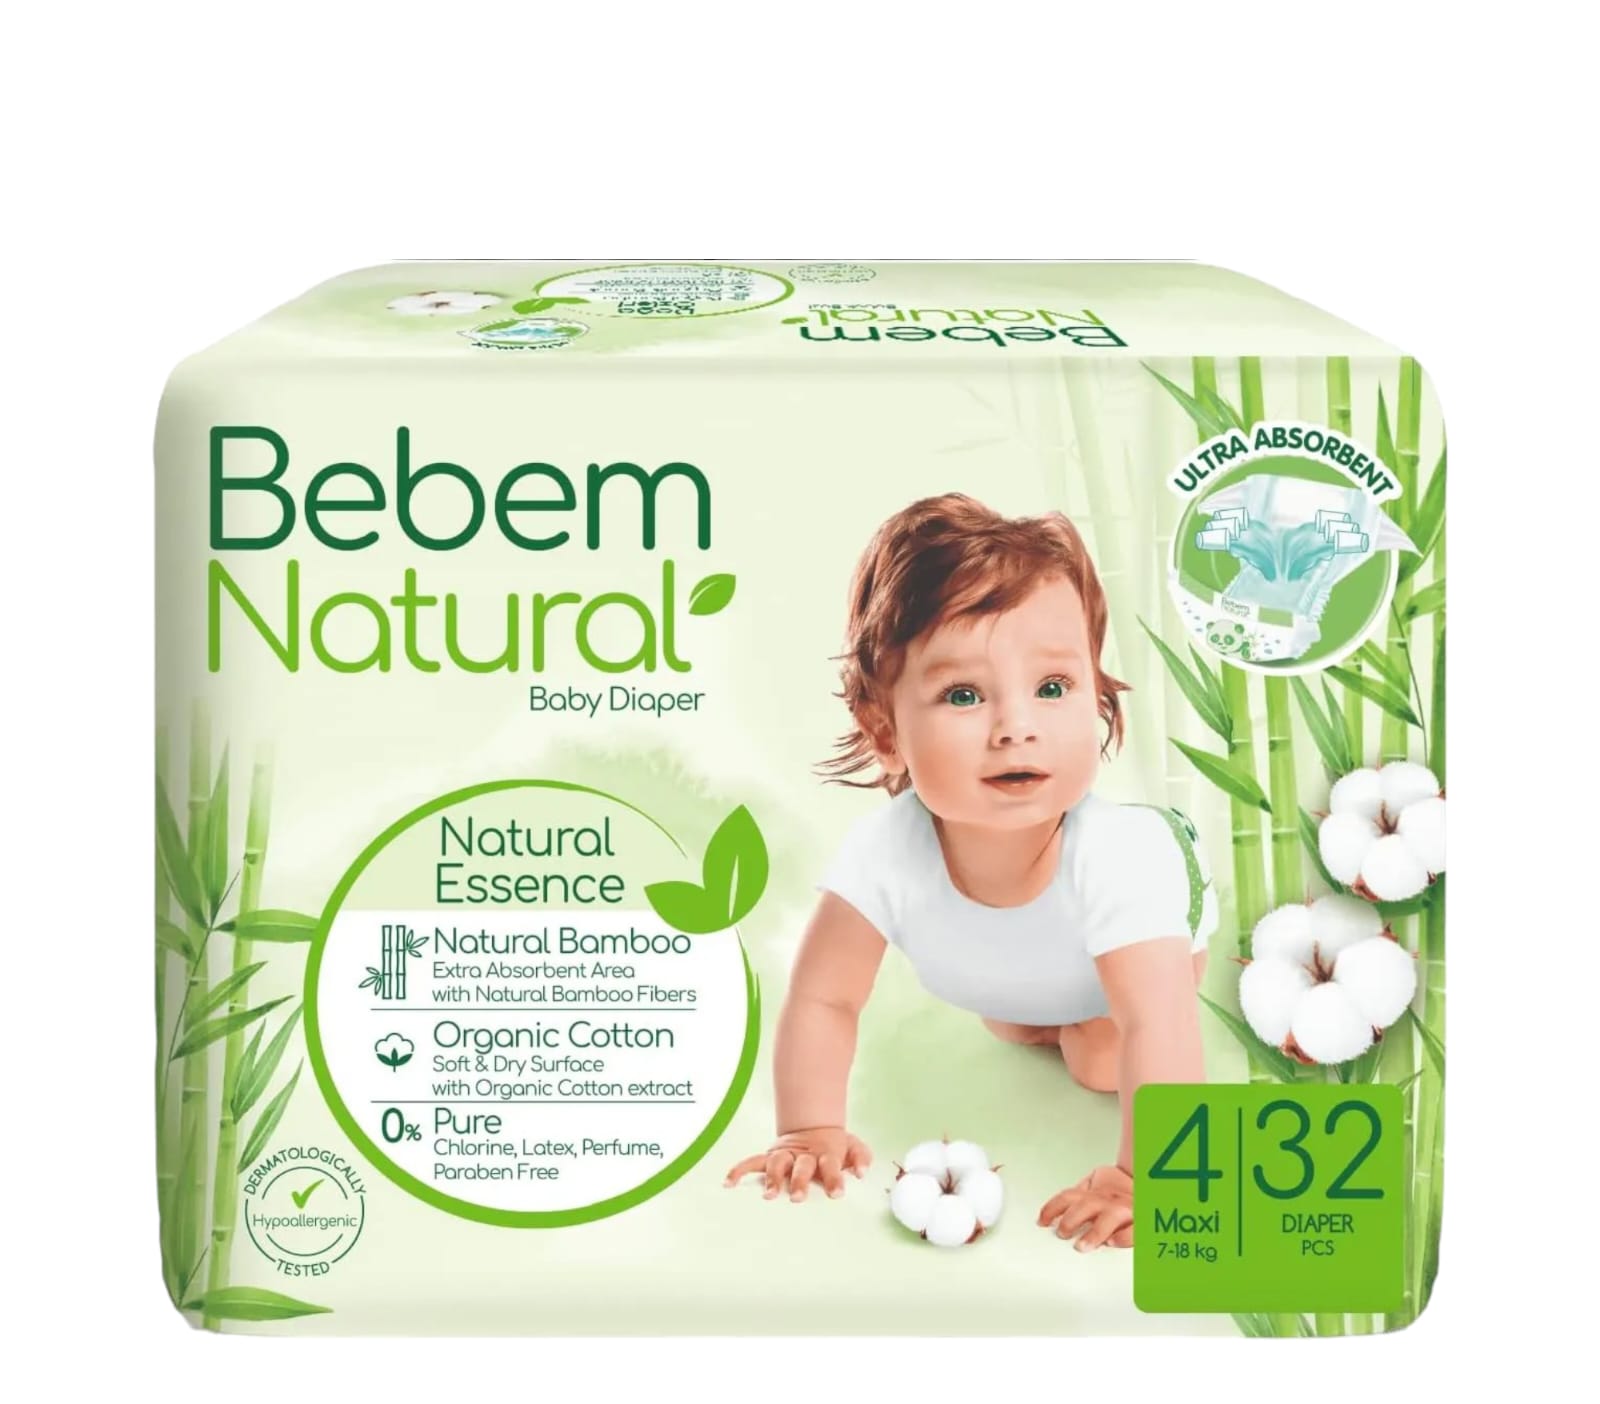 Bebem
Natural
Bebem
Natural
Baby Diaper
ULTRA ABSORBENT
Bebem
Natural
Natural
Essence
Natural Bamboo
Extra Absorbent Area
with Natural Bamboo Fibers
Organic Cotton
Soft & Dry Surface
with Organic Cotton extract
0% Pure
Chlorine, Latex, Perfume,
Paraben Free
DERMATOLOGICALLY
Hypoallergenic
TESTED
4
Maxi
7-18 kg
32
DIAPER
PCS